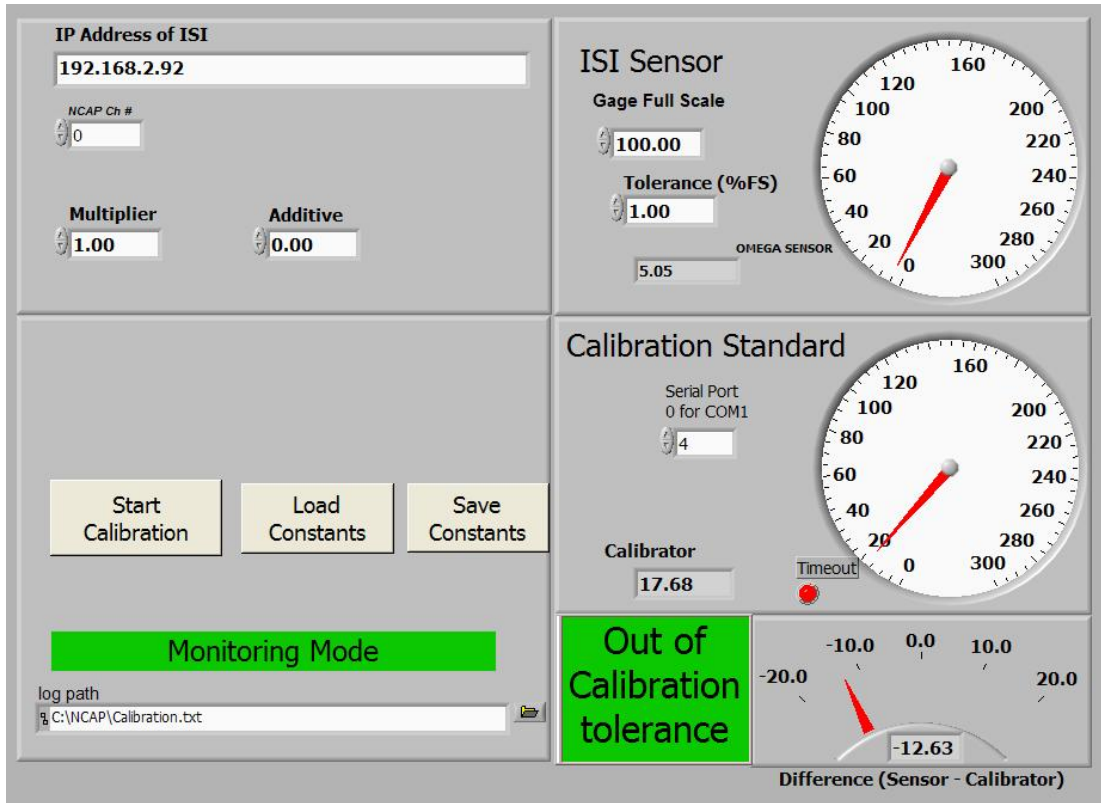 IP Address of ISI
192.168.2.92
NCAP Ch #
0
Multiplier
1.00
Additive
0.00
ISI Sensor
Gage Full Scale
100.00
Tolerance (%FS)
1.00
OMEGA SENSOR
5.05
0
20
40
60
80
100
120
160
200
220
240
260
280
300
Start
Calibration
Load
Constants
Save
Constants
Monitoring Mode
log path
C:\NCAP\Calibration.txt
Calibration Standard
Serial Port
0 for COM1
4
Calibrator
17.68
Timeout
0
20
40
60
80
100
120
160
200
220
240
260
280
300
Out of
Calibration
tolerance
-20.0
-10.0
0.0
10.0
20.0
-12.63
Difference (Sensor - Calibrator)